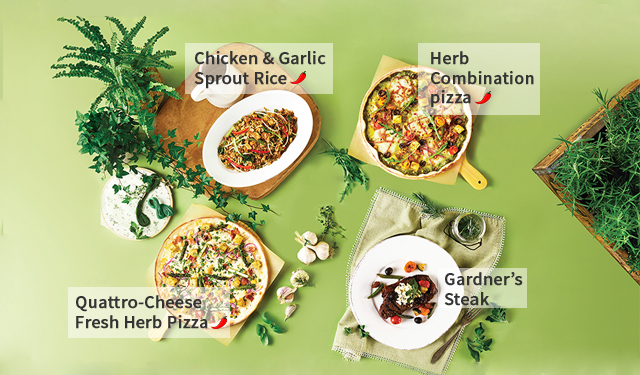 Chicken & Garlic
Sprout Rice
Herb
Combination
pizza
Quattro-Cheese
Fresh Herb Pizza
Gardner's
Steak